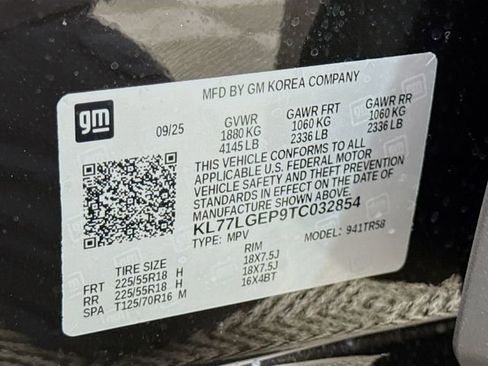 MFD BY GM KOREA COMPANY
gm
09/25
GVWR GAWR FRT GAWR RR
1880 KG 1060 KG 1060 KG
4145 LB 2336 LB 2336 LB
THIS VEHICLE CONFORMS TO ALL
APPLICABLE U.S. FEDERAL MOTOR
VEHICLE SAFETY AND THEFT PREVENTION
STANDARDS IN EFFECT ON THE DATE
OF MANUFACTURE SHOWN ABOVE.
KL77LGEP9TC032854
TYPE: MPV MODEL: 941TR58
TIRE SIZE RIM
FRT 225/55R18 H 18X7.5J
RR 225/55R18 H 18X7.5J
SPA T125/70R16 M 16X4BT